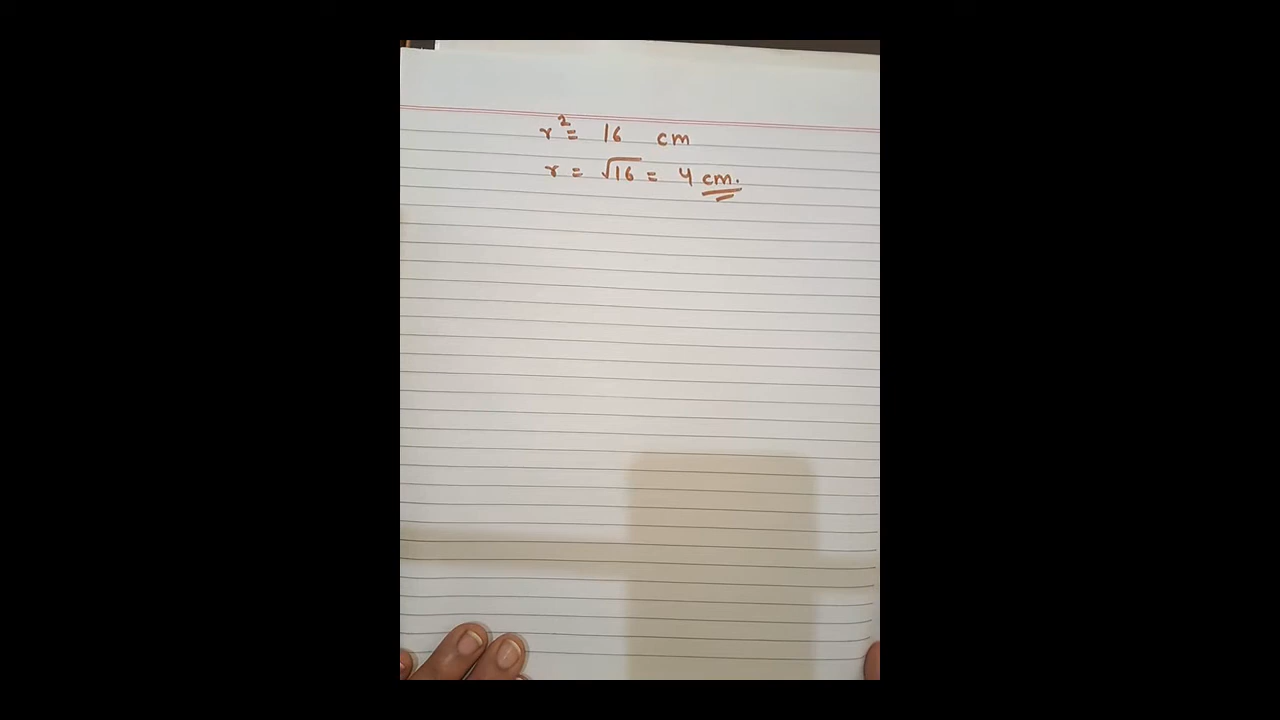 r² = 16 cm
r = √16 = 4 cm.